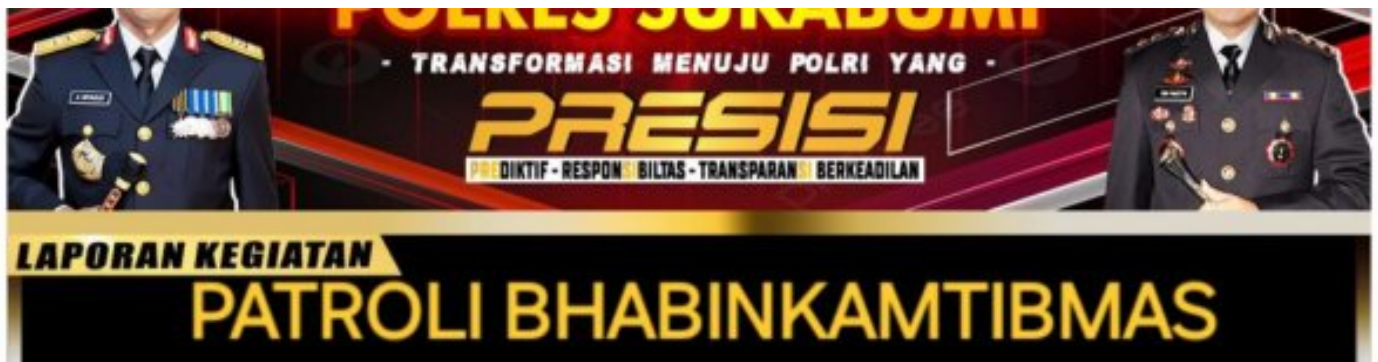 POLRES SUKABUMI
- TRANSFORMASI MENUJU POLRI YANG -
PRESISI
PREDIKTIF - RESPONSIBILTAS - TRANSPARANSI BERKEADILAN
LAPORAN KEGIATAN
PATROLI BHABINKAMTIBMAS